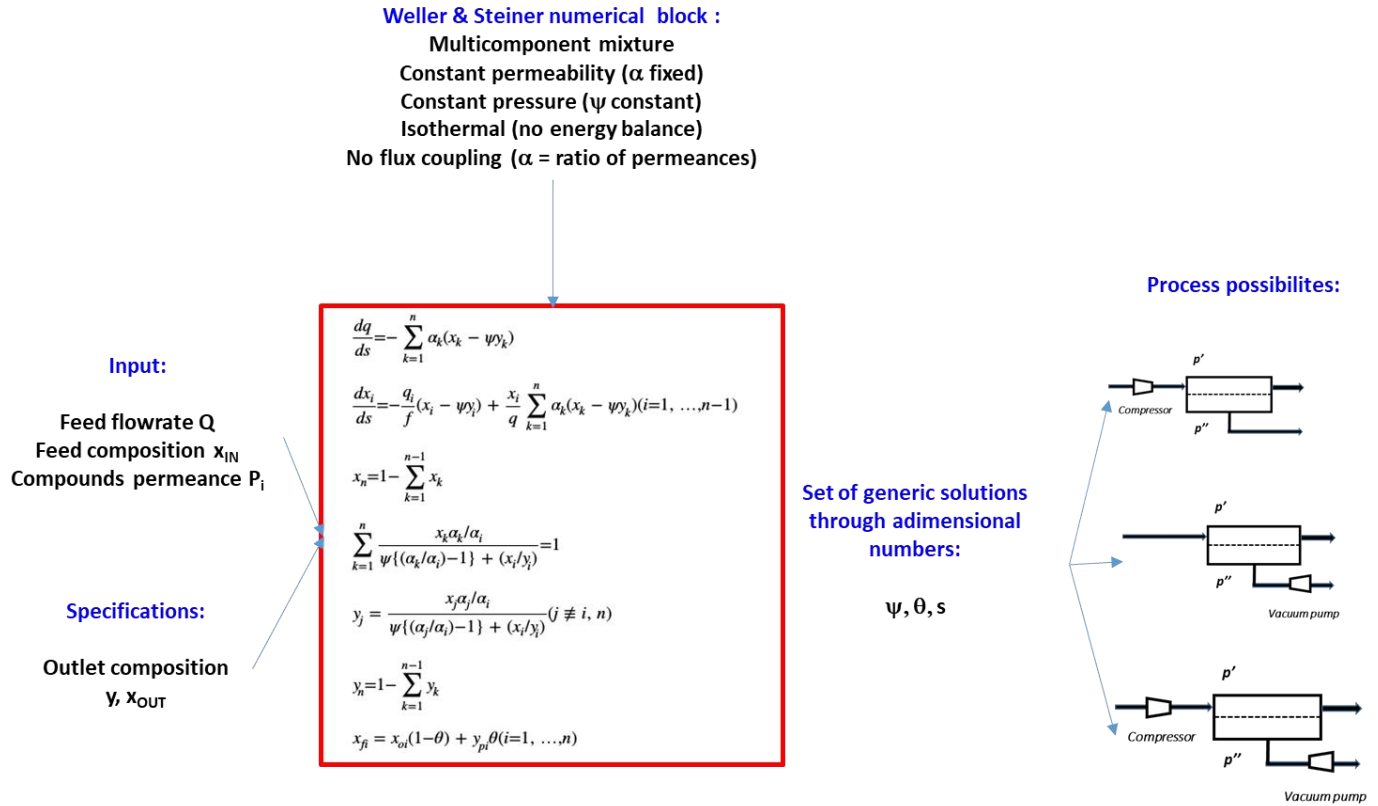 Weller & Steiner numerical block :
Multicomponent mixture
Constant permeability (α fixed)
Constant pressure (ψ constant)
Isothermal (no energy balance)
No flux coupling (α = ratio of permeances)
Input:
Feed flowrate Q
Feed composition x_IN
Compounds permeance P_i
Specifications:
Outlet composition
y, x_OUT
dq/ds=-∑_{k=1}^{n} α_k(x_k - ψy_k)
dx_i/ds=-q_i/f(x_i - ψy_i) + x_i/q ∑_{k=1}^{n} α_k(x_k - ψy_k)(i=1, …,n-1)
x_n=1-∑_{k=1}^{n-1} x_k
∑_{k=1}^{n} x_kα_k/α_i / ψ{(α_k/α_i)-1} + (x_i/y_i) =1
y_j = x_jα_j/α_i / ψ{(α_j/α_i)-1} + (x_i/y_i) (j ≢ i, n)
y_n=1-∑_{k=1}^{n-1} y_k
x_fi = x_oi(1-θ) + y_piθ(i=1, …,n)
Set of generic solutions
through adimensional
numbers:
ψ, θ, s
Process possibilites:
p'
Compressor
p''
p'
p''
Vacuum pump
p'
Compressor
p''
Vacuum pump